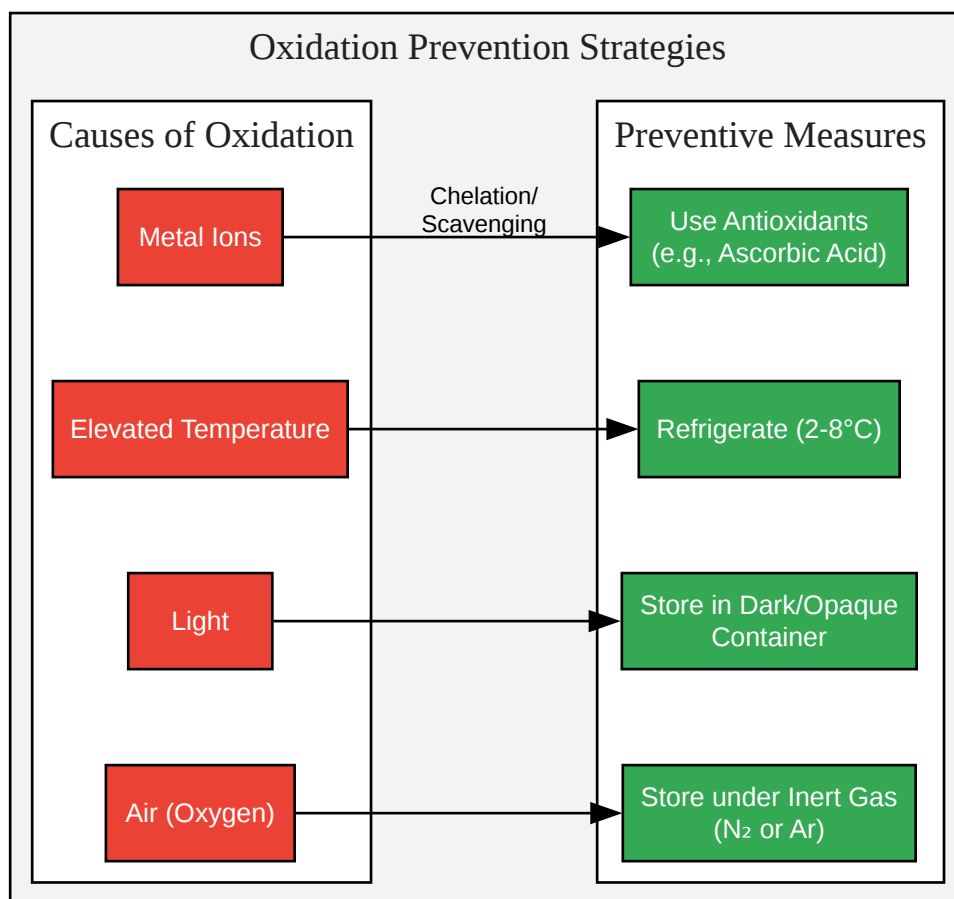 Oxidation Prevention Strategies
Causes of Oxidation
Preventive Measures
Metal Ions
Chelation/
Scavenging
Use Antioxidants
(e.g., Ascorbic Acid)
Elevated Temperature
Refrigerate (2-8°C)
Light
Store in Dark/Opaque
Container
Air (Oxygen)
Store under Inert Gas
(N₂ or Ar)